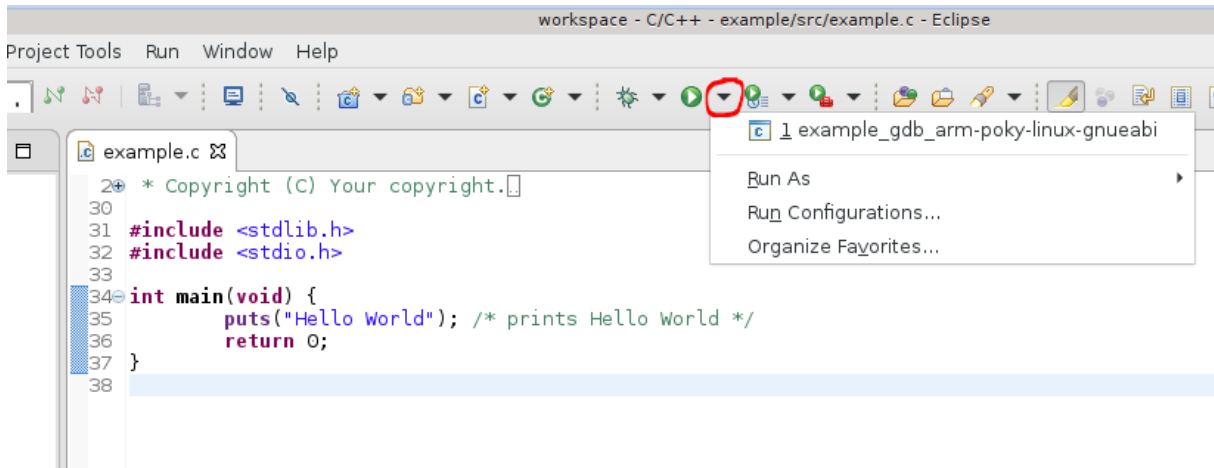 workspace - C/C++ - example/src/example.c - Eclipse
Project Tools Run Window Help
1 example_gdb_arm-poky-linux-gnueabi
Run As
Run Configurations...
Organize Favorites...
example.c
2 * Copyright (C) Your copyright.
30
31 #include <stdlib.h>
32 #include <stdio.h>
33
34 int main(void) {
35 puts("Hello World"); /* prints Hello World */
36 return 0;
37 }
38